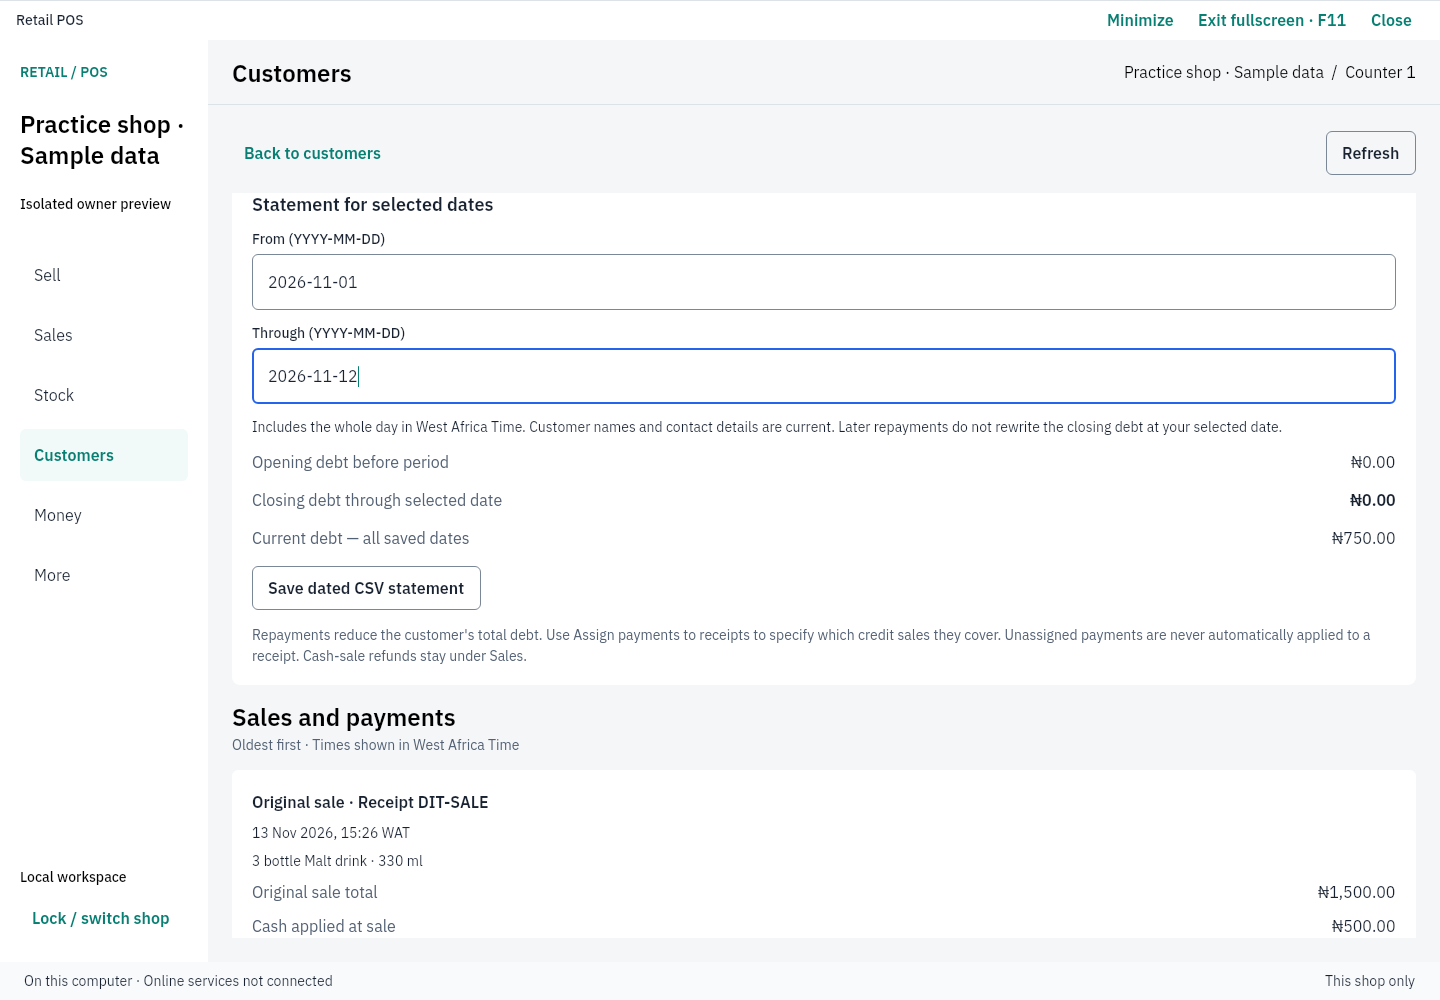 Retail POS
Minimize
Exit fullscreen · F11
Close
RETAIL / POS
Practice shop ·
Sample data
Isolated owner preview
Sell
Sales
Stock
Customers
Money
More
Local workspace
Lock / switch shop
Customers
Practice shop · Sample data / Counter 1
Back to customers
Refresh
Statement for selected dates
From (YYYY-MM-DD)
2026-11-01
Through (YYYY-MM-DD)
2026-11-12
Includes the whole day in West Africa Time. Customer names and contact details are current. Later repayments do not rewrite the closing debt at your selected date.
Opening debt before period ₦0.00
Closing debt through selected date ₦0.00
Current debt — all saved dates ₦750.00
Save dated CSV statement
Repayments reduce the customer's total debt. Use Assign payments to receipts to specify which credit sales they cover. Unassigned payments are never automatically applied to a
receipt. Cash-sale refunds stay under Sales.
Sales and payments
Oldest first · Times shown in West Africa Time
Original sale · Receipt DIT-SALE
13 Nov 2026, 15:26 WAT
3 bottle Malt drink · 330 ml
Original sale total ₦1,500.00
Cash applied at sale ₦500.00
On this computer · Online services not connected
This shop only